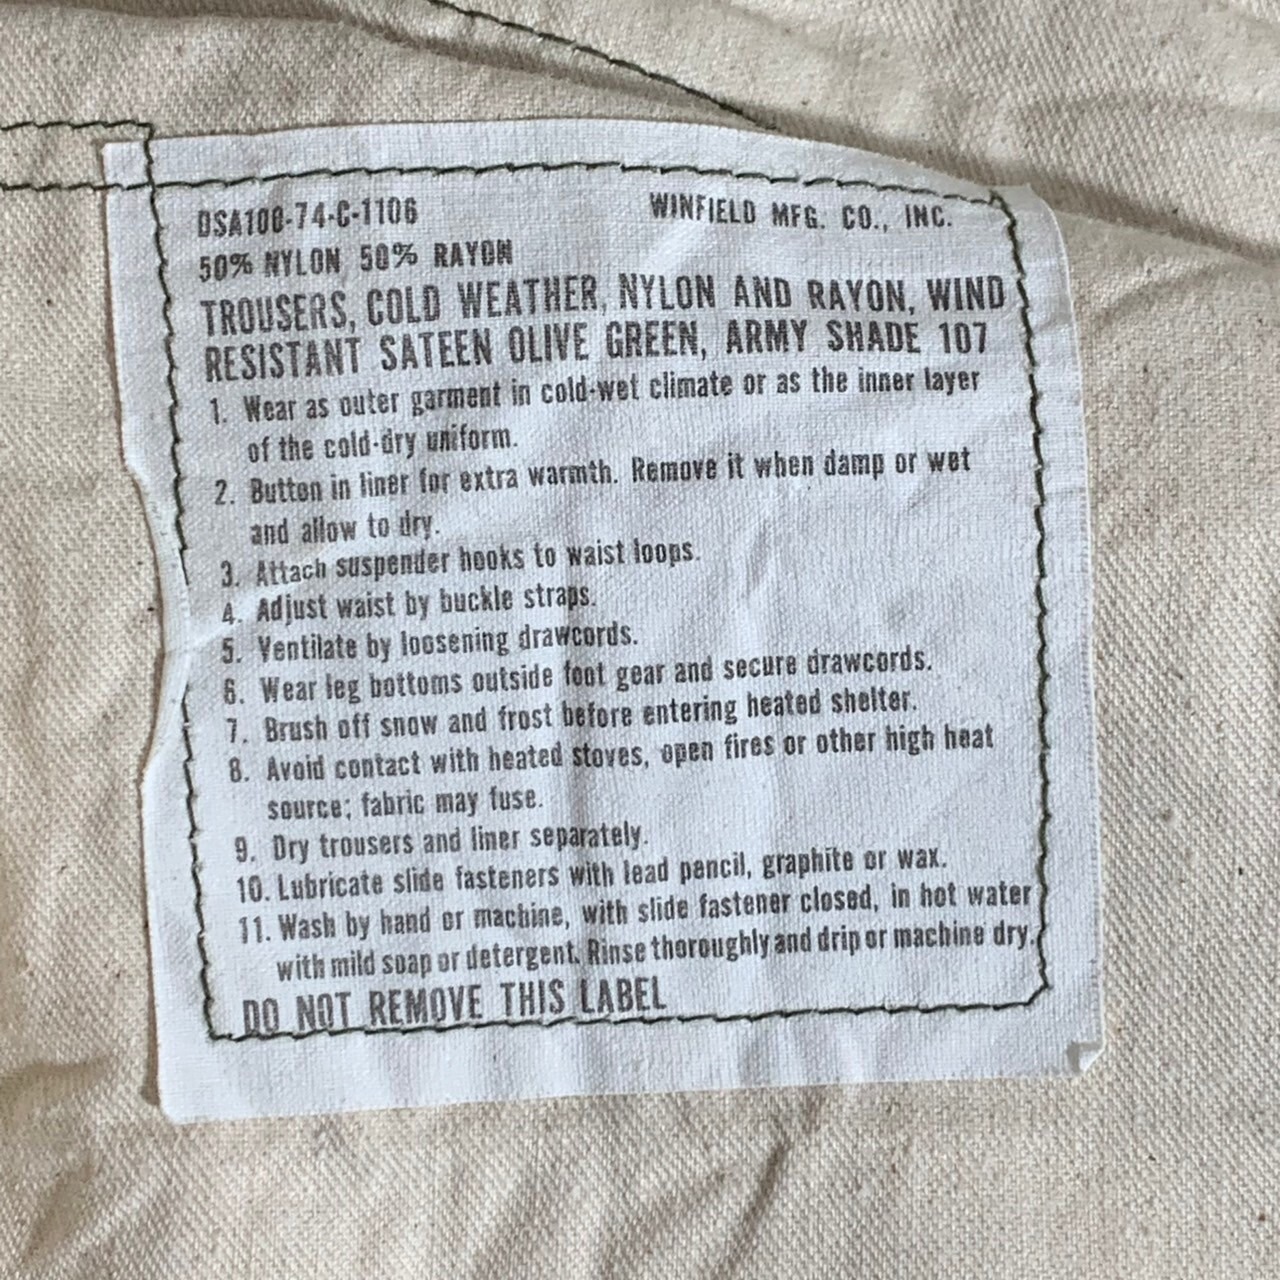 DSA100-74-C-1106 WINFIELD MFG. CO., INC.
50% NYLON 50% RAYON
TROUSERS, COLD WEATHER, NYLON AND RAYON, WIND
RESISTANT SATEEN OLIVE GREEN, ARMY SHADE 107
1. Wear as outer garment in cold-wet climate or as the inner layer
of the cold-dry uniform.
2. Button in liner for extra warmth. Remove it when damp or wet
and allow to dry.
3. Attach suspender hooks to waist loops.
4. Adjust waist by buckle straps.
5. Ventilate by loosening drawcords.
6. Wear leg bottoms outside foot gear and secure drawcords.
7. Brush off snow and frost before entering heated shelter.
8. Avoid contact with heated stoves, open fires or other high heat
source; fabric may fuse.
9. Dry trousers and liner separately.
10. Lubricate slide fasteners with lead pencil, graphite or wax.
11. Wash by hand or machine, with slide fastener closed, in hot water
with mild soap or detergent. Rinse thoroughly and drip or machine dry.
DO NOT REMOVE THIS LABEL